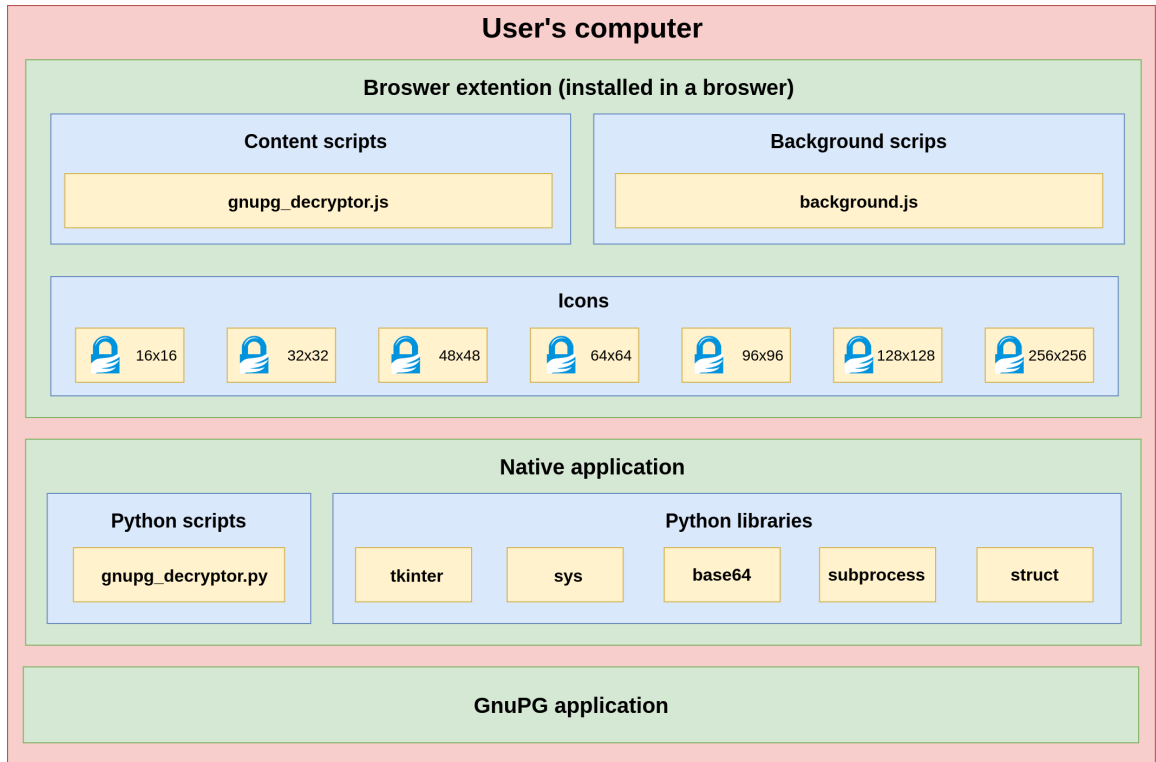 User's computer
Broswer extention (installed in a broswer)
Content scripts
gnupg_decryptor.js
Background scrips
background.js
Icons
16x16
32x32
48x48
64x64
96x96
128x128
256x256
Native application
Python scripts
gnupg_decryptor.py
Python libraries
tkinter
sys
base64
subprocess
struct
GnuPG application